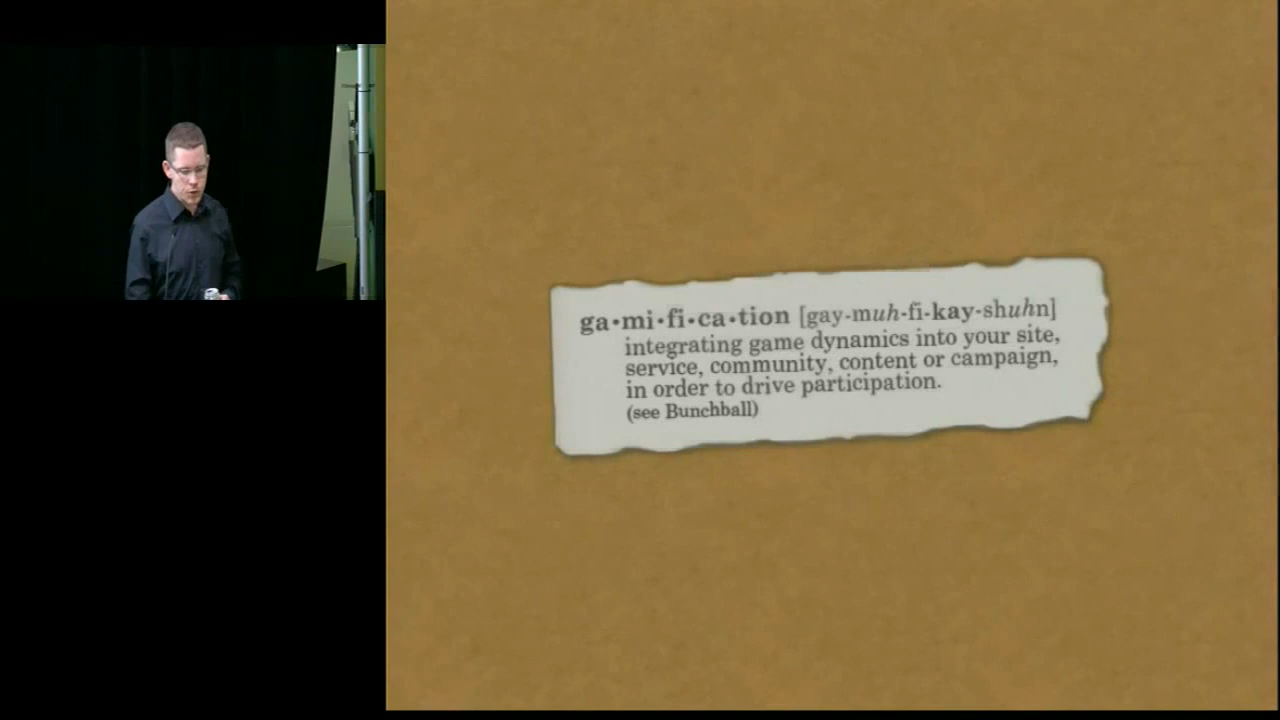 ga•mi•fi•ca•tion [gay-muh-fi-kay-shuhn]
integrating game dynamics into your site,
service, community, content or campaign,
in order to drive participation.
(see Bunchball)